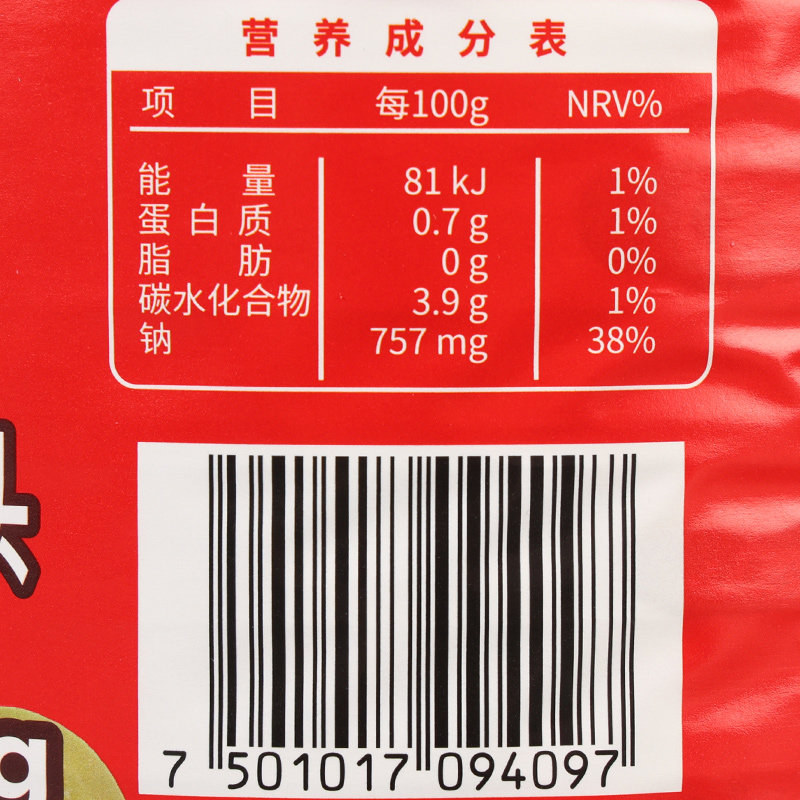 营养成分表
项目 每100g NRV%
能量 81 kJ 1%
蛋白质 0.7 g 1%
脂肪 0 g 0%
碳水化合物 3.9 g 1%
钠 757 mg 38%
g
7 501017 094097